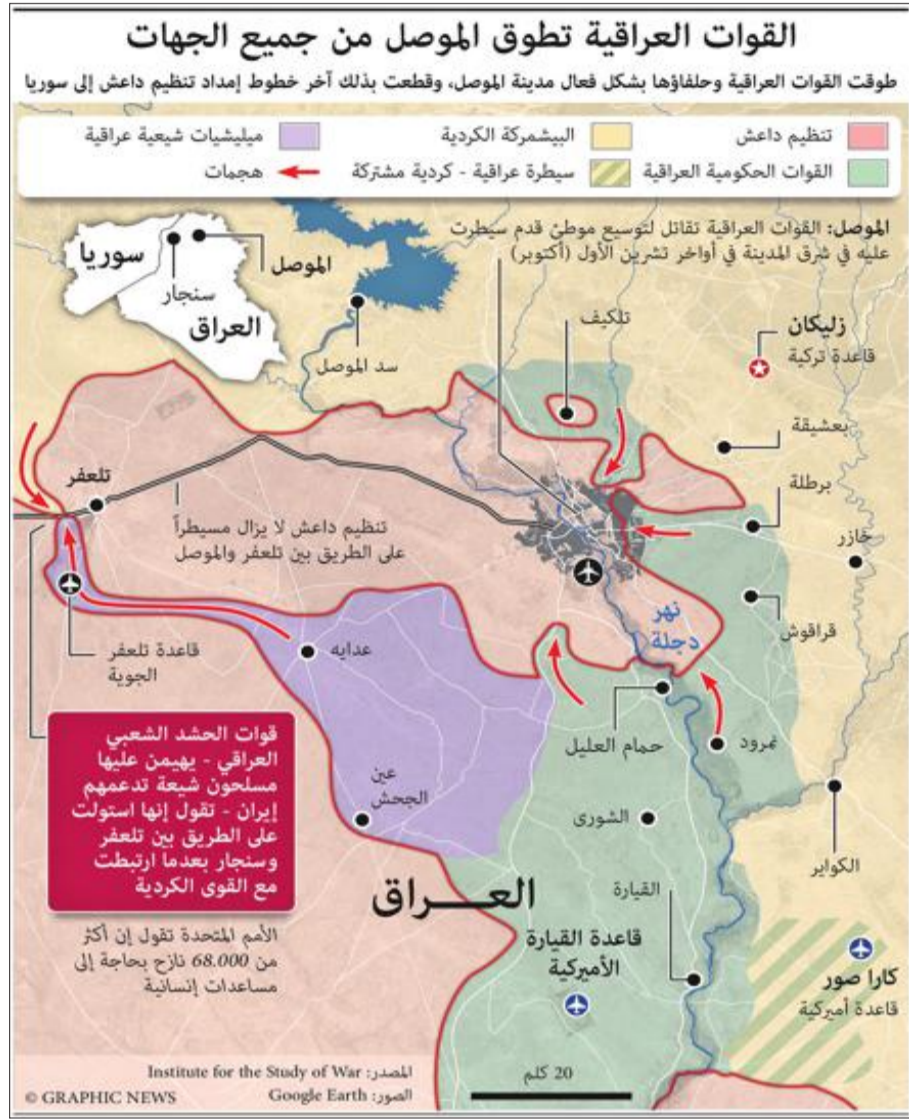 القوات العراقية تطوق الموصل من جميع الجهات
طوقت القوات العراقية وحلفاؤها بشكل فعال مدينة الموصل، وقطعت بذلك آخر خطوط إمداد تنظيم داعش إلى سوريا
تنظيم داعش
البيشمركة الكردية
ميليشيات شيعية عراقية
القوات الحكومية العراقية
سيطرة عراقية - كردية مشتركة
هجمات
الموصل: القوات العراقية تقاتل لتوسيع موطئ قدم سيطرت
عليه في شرق المدينة في أواخر تشرين الأول (أكتوبر)
سوريا
الموصل
سنجار
العراق
سد الموصل
تلكيف
زليكان
قاعدة تركية
بعشيقة
برطلة
خازر
تلعفر
تنظيم داعش لا يزال مسيطراً
على الطريق بين تلعفر والموصل
نهر
دجلة
قراقوش
قاعدة تلعفر
الجوية
عدايه
حمام العليل
نمرود
قوات الحشد الشعبي
العراقي - يهيمن عليها
مسلحون شيعة تدعمهم
إيران - تقول إنها استولت
على الطريق بين تلعفر
وسنجار بعدما ارتبطت
مع القوى الكردية
عين
الجحش
الشورى
الكواير
العـــراق
القيارة
قاعدة القيارة
الأميركية
كارا صور
قاعدة أميركية
الأمم المتحدة تقول إن أكثر
من 68.000 نازح بحاجة إلى
مساعدات إنسانية
20 كلم
المصدر: Institute for the Study of War
الصور: Google Earth
© GRAPHIC NEWS